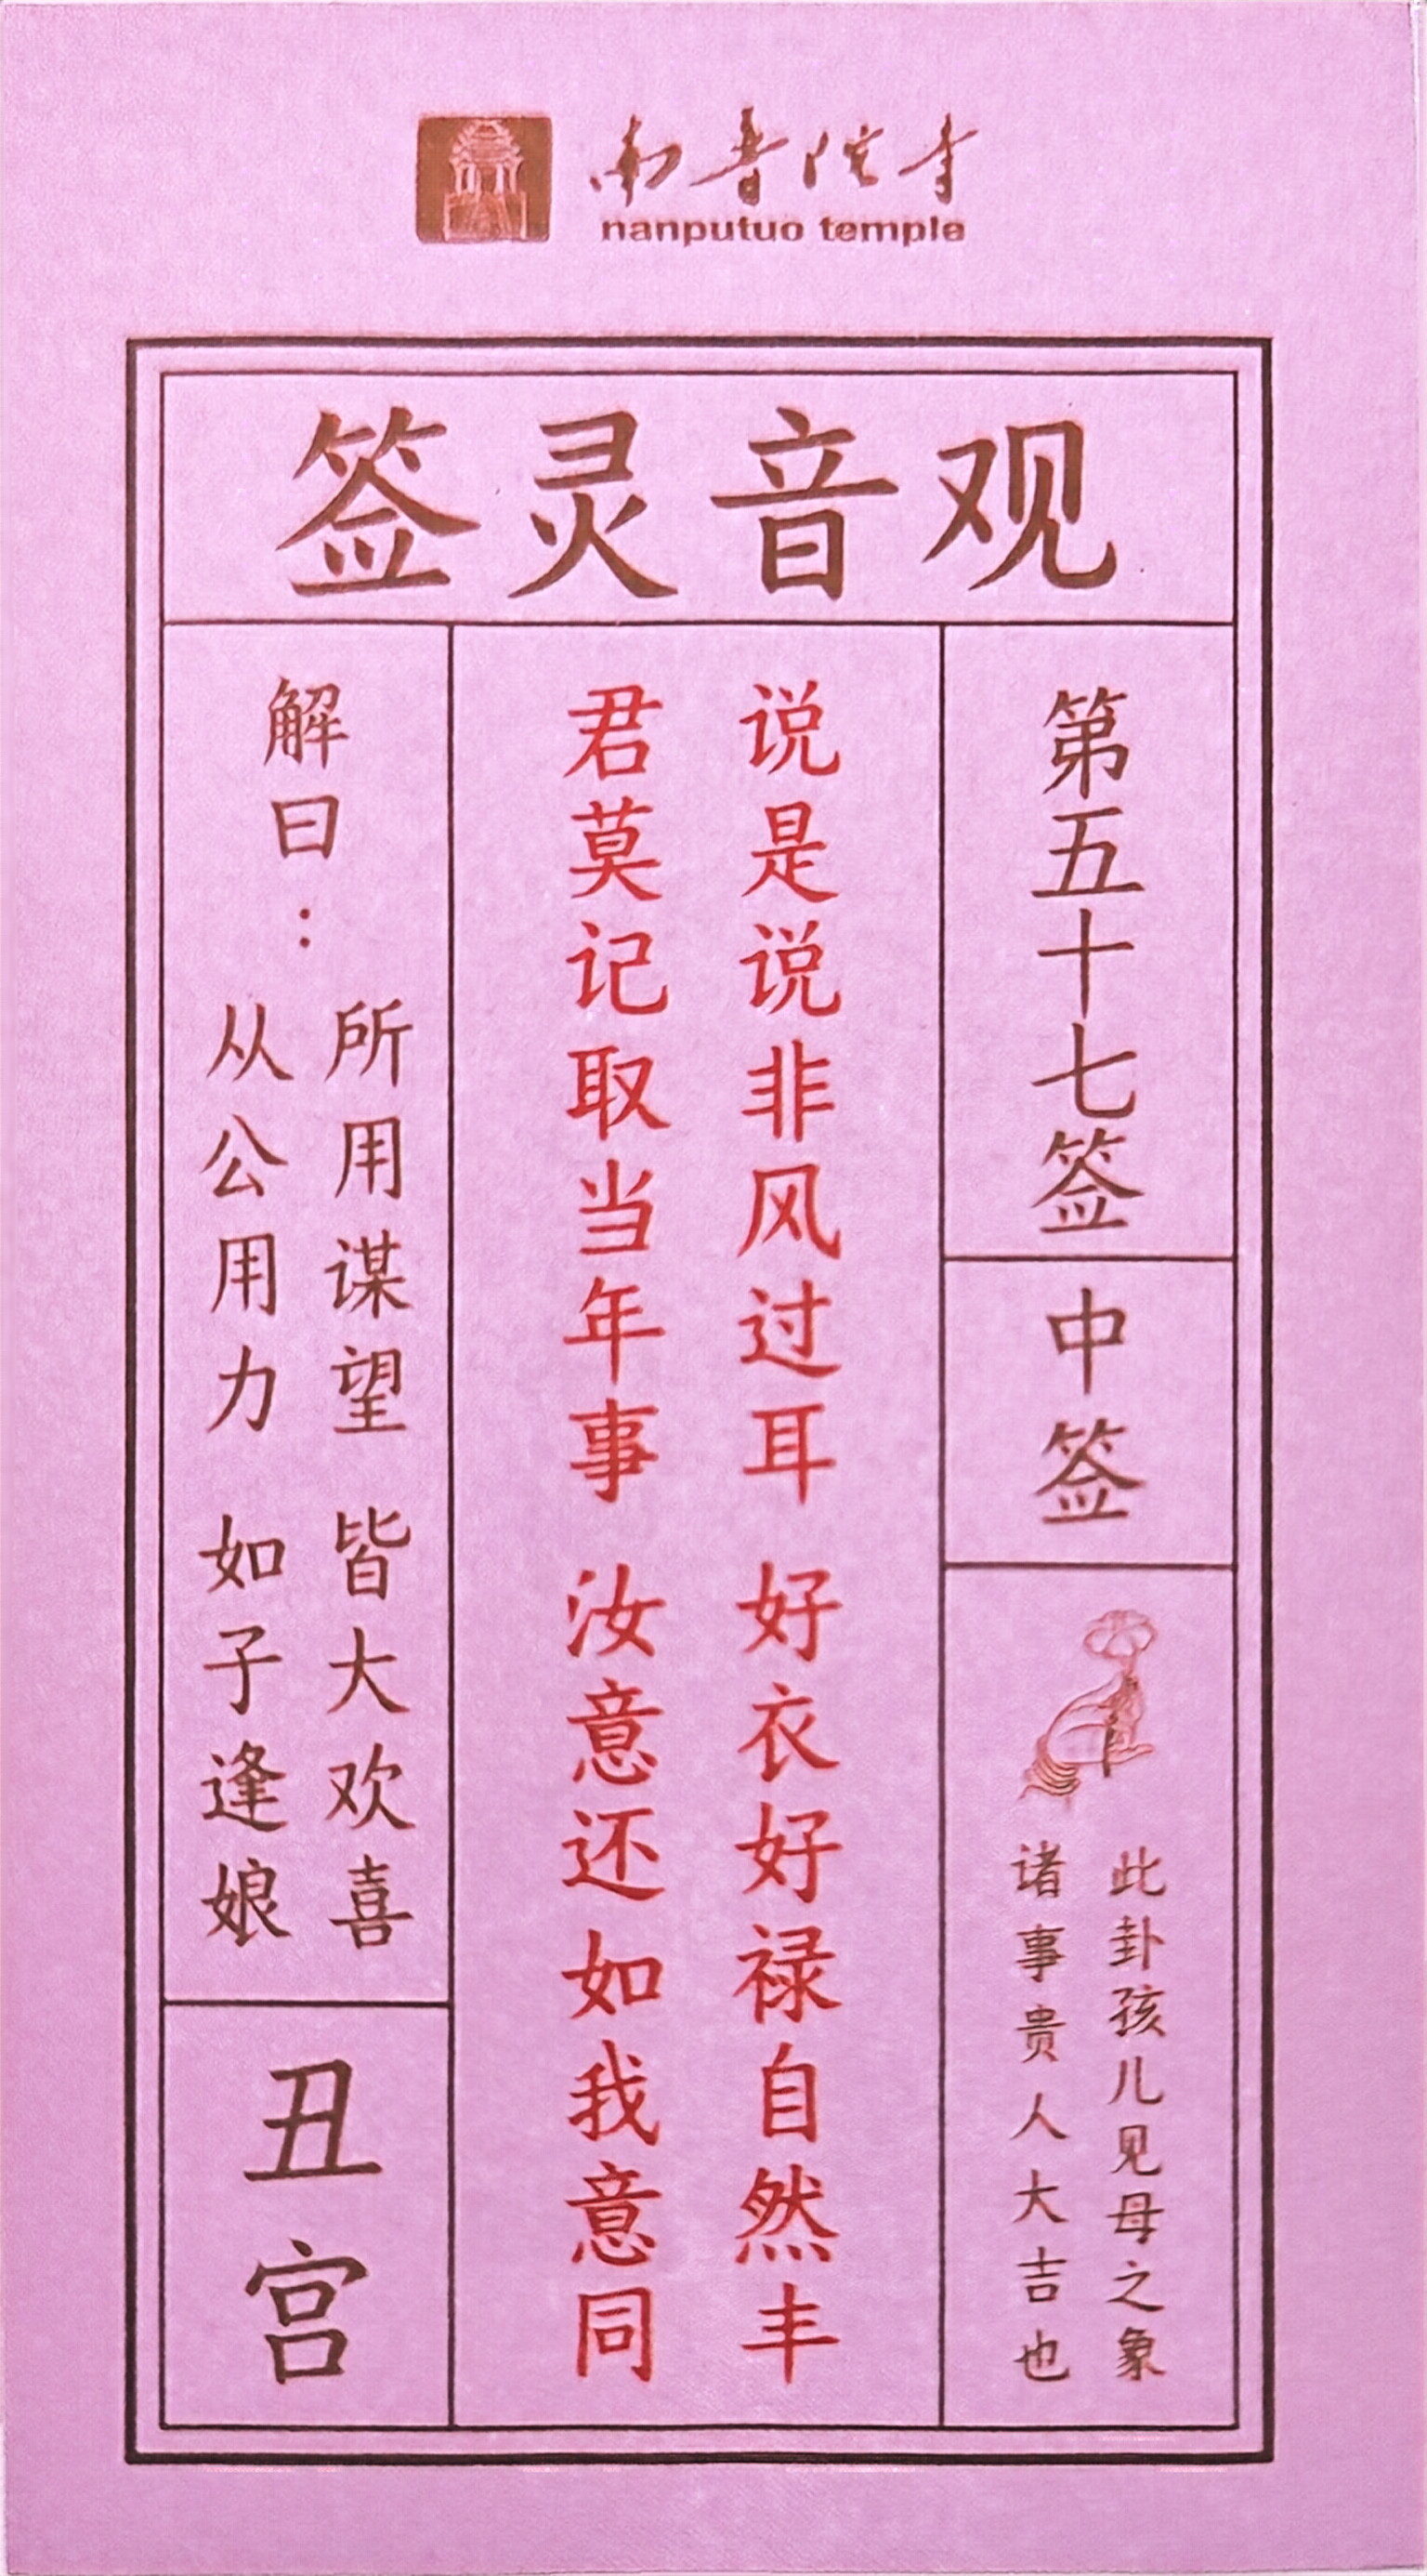 南普陀寺
nanputuo temple
观音灵签
第五十七签
中签
此卦孩儿见母之象
诸事贵人大吉也
说是说非风过耳 好衣好禄自然丰
君莫记取当年事 汝意还如我意同
解曰：
所用谋望 皆大欢喜
从公用力 如子逢娘
丑宫